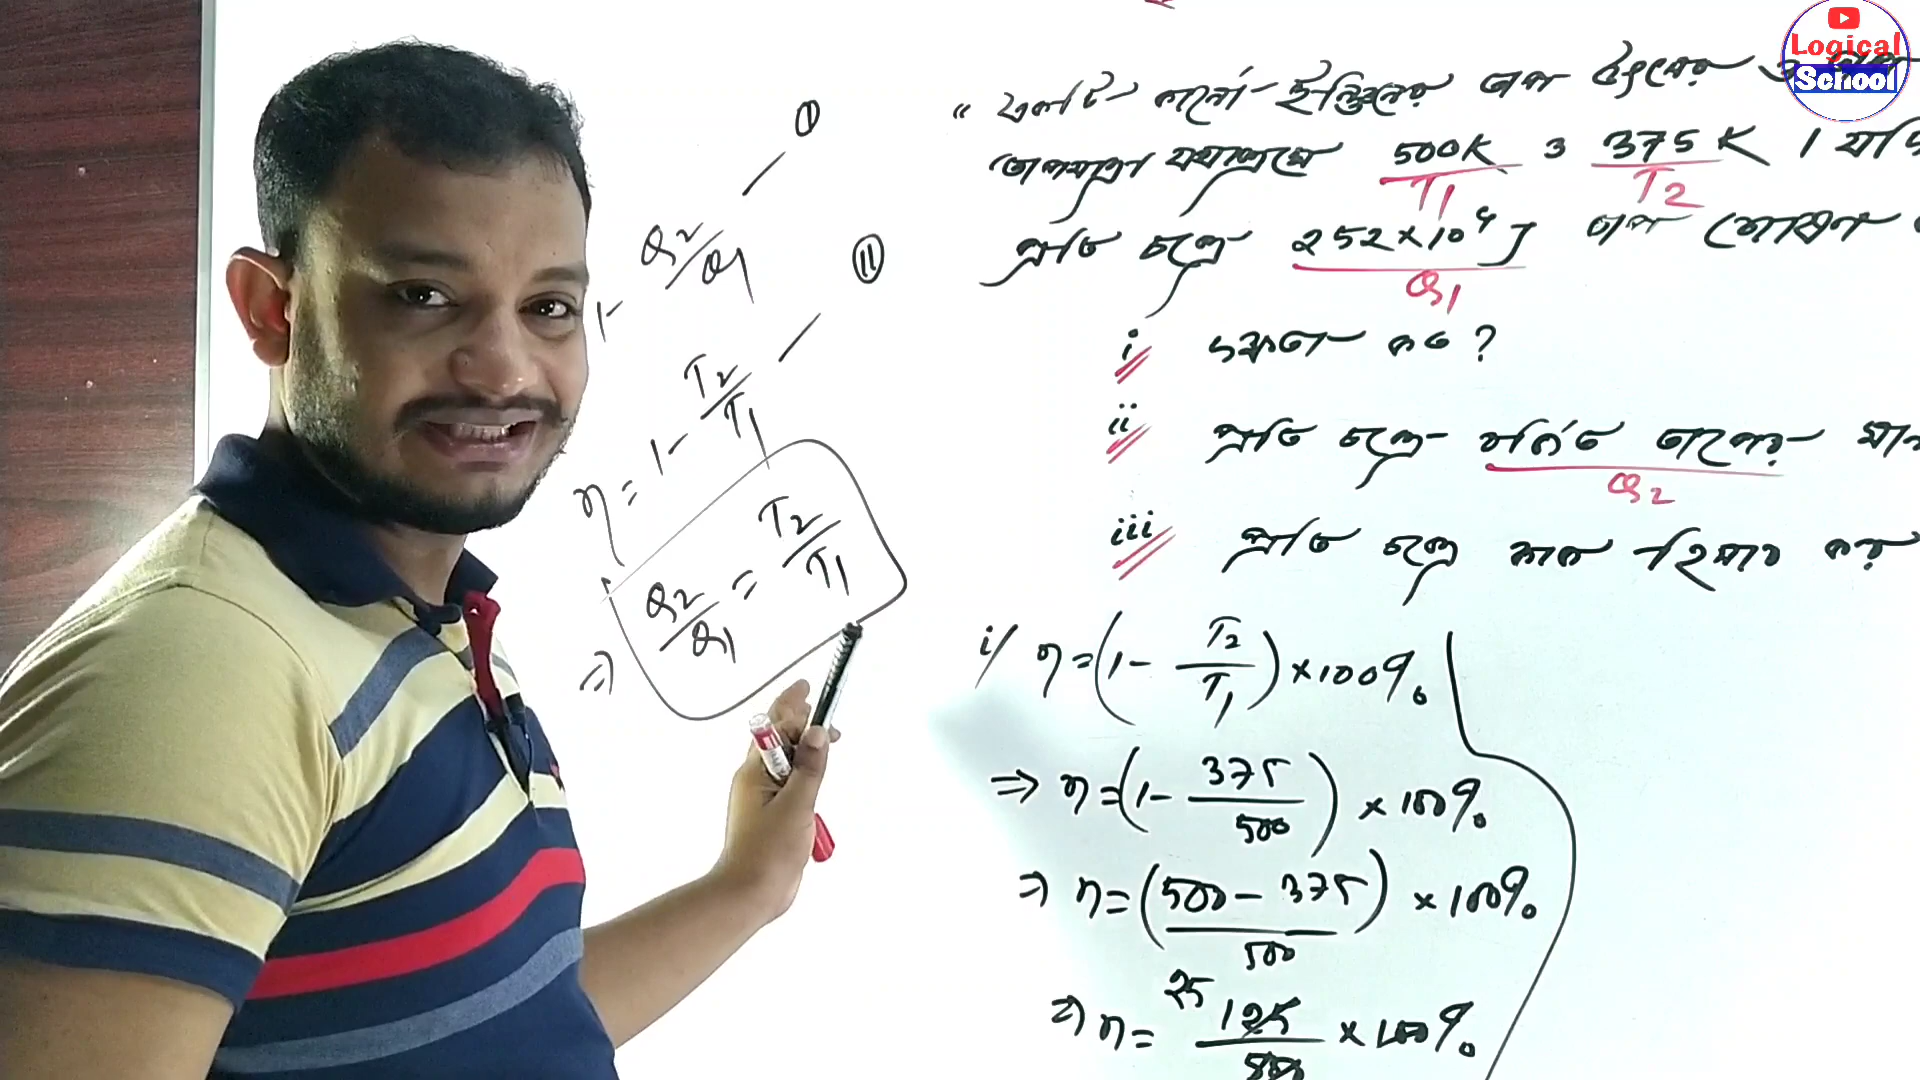 Logical
School
" একটি কার্নো ইঞ্জিনের তাপ উৎসের ও
তাপমাত্রা যথাক্রমে 500K ও 375K । যদি
T1 T2
প্রতি চক্রে 252×10⁴J তাপ শোষণ
Q1
i দক্ষতা কত ?
ii প্রতি চক্রে বর্জিত তাপের মান
Q2
iii প্রতি চক্রে কাজ হিসাব কর
1 - Q2/Q1 — (i)
η = 1 - T2/T1 — (ii)
⇒ Q2/Q1 = T2/T1
i/ η = (1 - T2/T1) × 100%
⇒ η = (1 - 375/500) × 100%
⇒ η = (500 - 375/500) × 100%
25
⇒ η = 125/500 × 100%